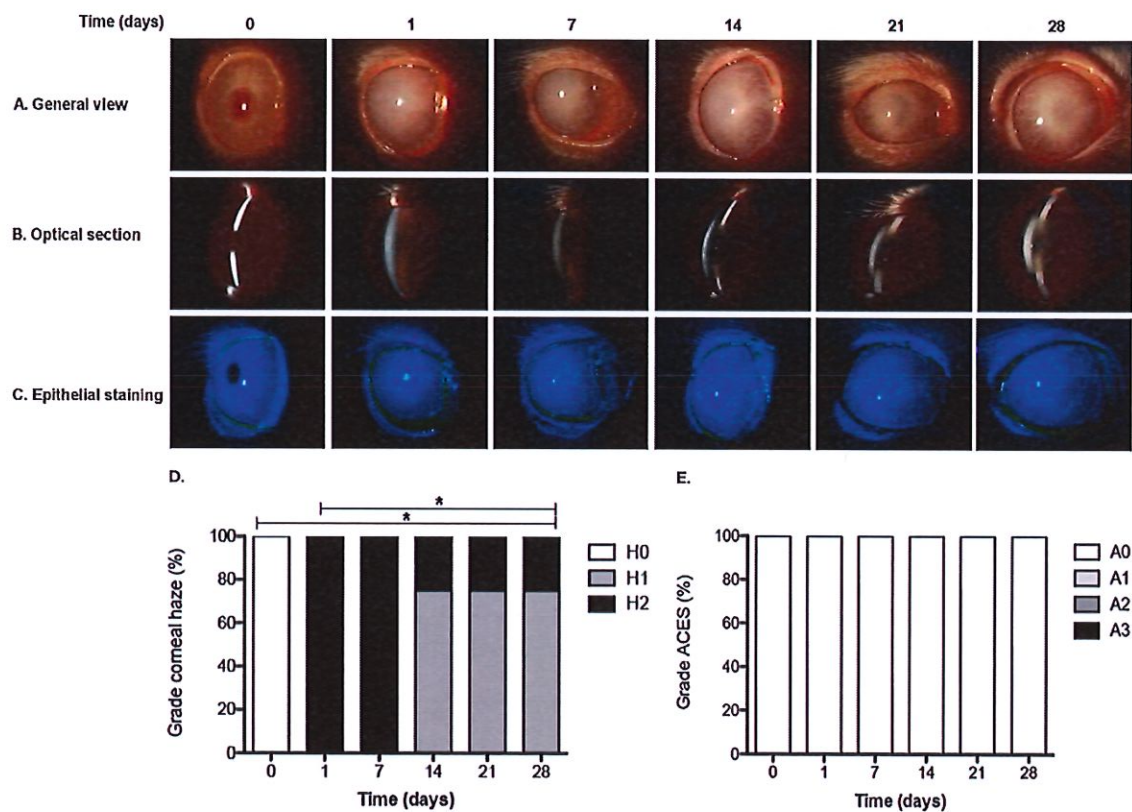 Time (days) 0 1 7 14 21 28
A. General view
B. Optical section
C. Epithelial staining
D.
* 
*
Grade corneal haze (%)
100
80
60
40
20
0
0 1 7 14 21 28
Time (days)
H0
H1
H2
E.
Grade ACES (%)
100
80
60
40
20
0
0 1 7 14 21 28
Time (days)
A0
A1
A2
A3